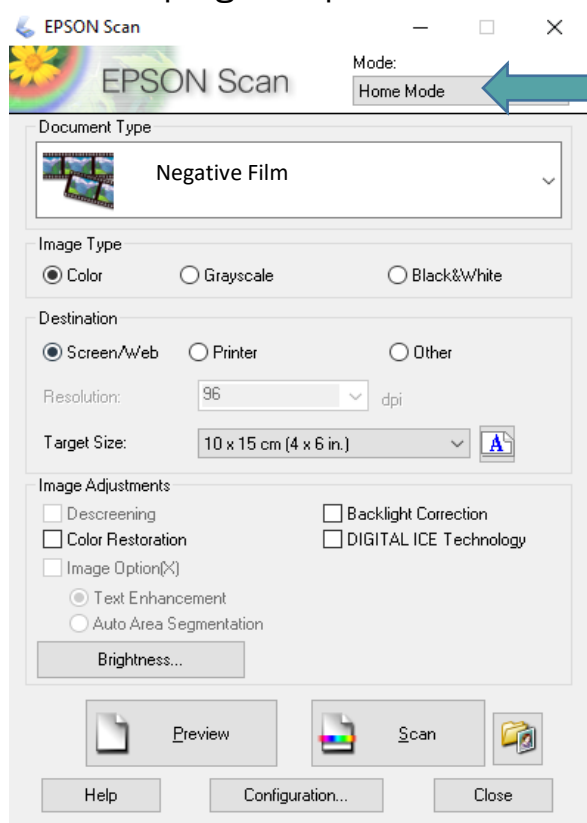 EPSON Scan
EPSON Scan
Mode:
Home Mode
Document Type
Negative Film
Image Type
Color Grayscale Black&White
Destination
Screen/Web Printer Other
Resolution: 96 dpi
Target Size: 10 x 15 cm (4 x 6 in.) A
Image Adjustments
Descreening Backlight Correction
Color Restoration DIGITAL ICE Technology
Image Option(X)
Text Enhancement
Auto Area Segmentation
Brightness...
Preview Scan
Help Configuration... Close